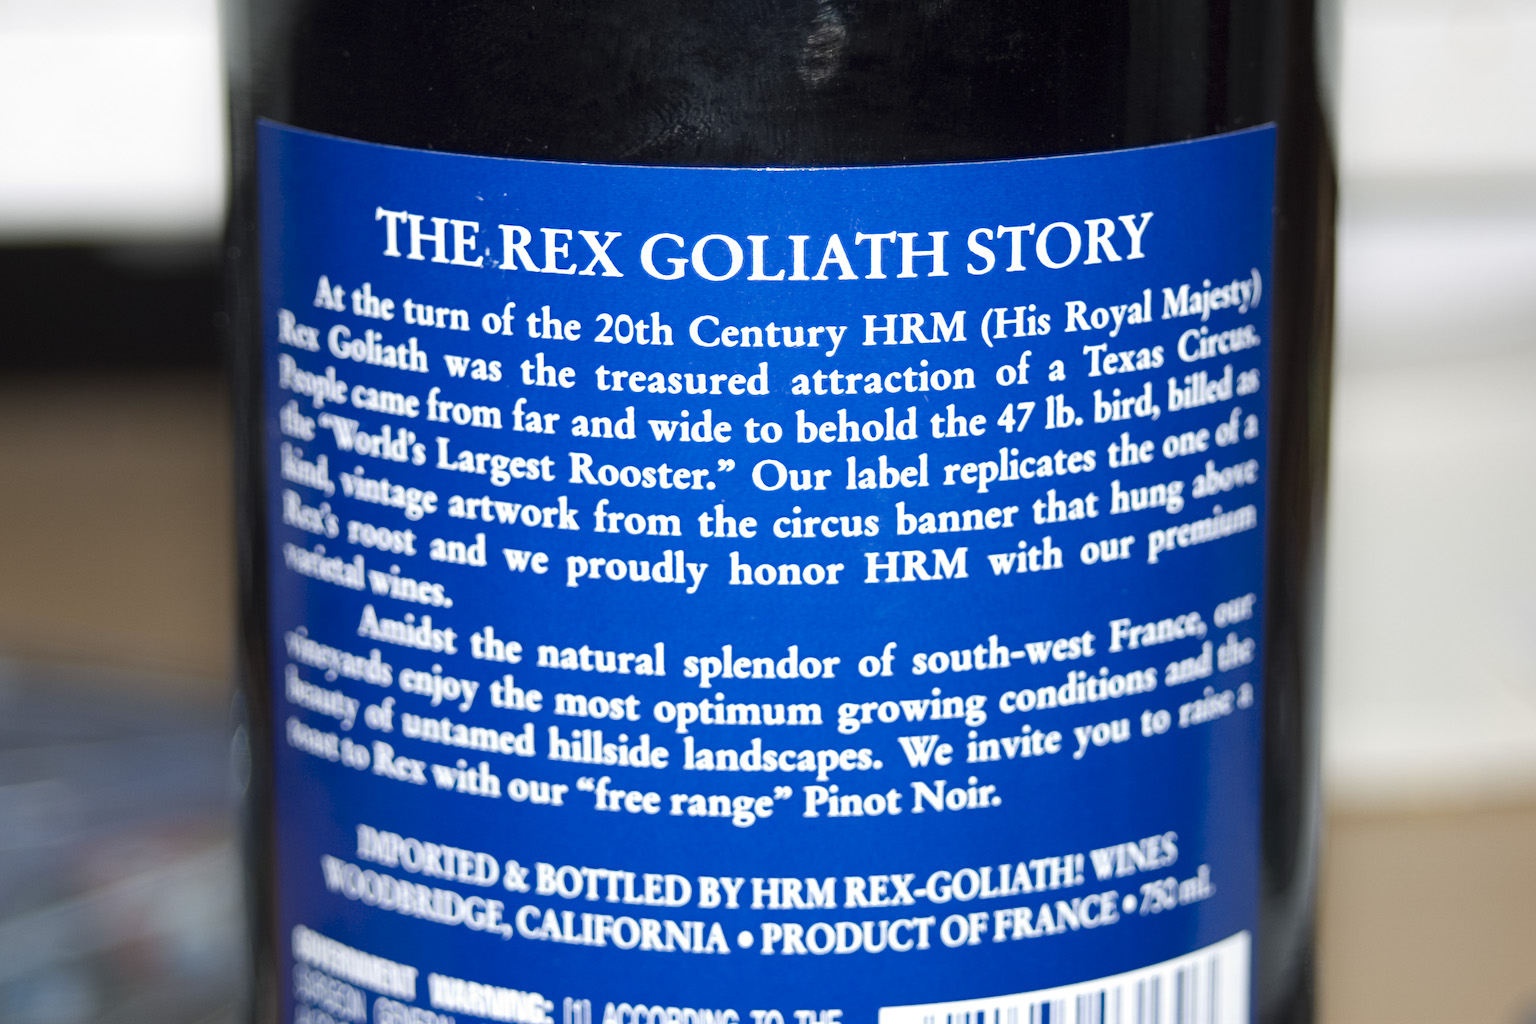 THE REX GOLIATH STORY
At the turn of the 20th Century HRM (His Royal Majesty)
Rex Goliath was the treasured attraction of a Texas Circus.
People came from far and wide to behold the 47 lb. bird, billed as
the “World’s Largest Rooster.” Our label replicates the one of a
kind, vintage artwork from the circus banner that hung above
Rex’s roost and we proudly honor HRM with our premium
varietal wines.
Amidst the natural splendor of south-west France, our
vineyards enjoy the most optimum growing conditions and the
beauty of untamed hillside landscapes. We invite you to raise a
toast to Rex with our “free range” Pinot Noir.
IMPORTED & BOTTLED BY HRM REX-GOLIATH! WINES
WOODBRIDGE, CALIFORNIA • PRODUCT OF FRANCE • 750 mL
GOVERNMENT WARNING: [1] ACCORDING TO THE
SURGEON GENERAL